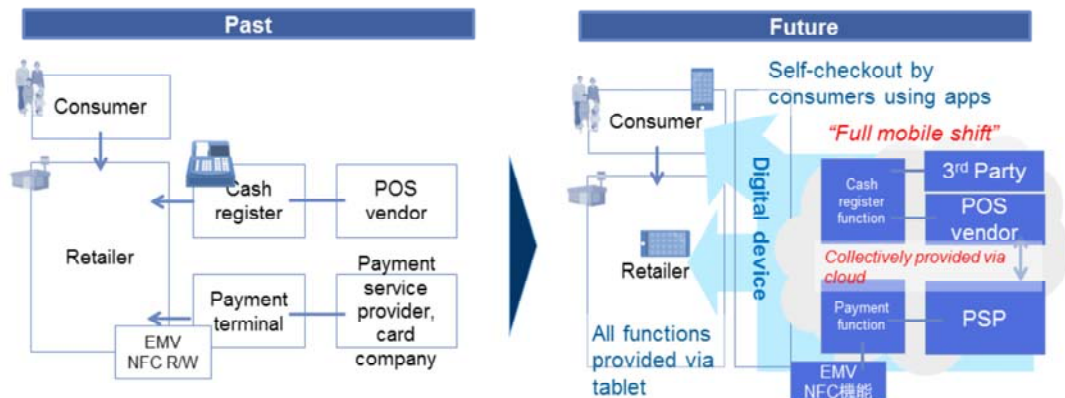 Past
Consumer
Cash
register
POS
vendor
Retailer
Payment
terminal
Payment
service
provider,
card
company
EMV
NFC R/W
Future
Self-checkout by
consumers using apps
Consumer
"Full mobile shift"
Digital device
Cash
register
function
3rd Party
POS
vendor
Collectively provided via
cloud
Retailer
Payment
function
PSP
All functions
provided via
tablet
EMV
NFC機能